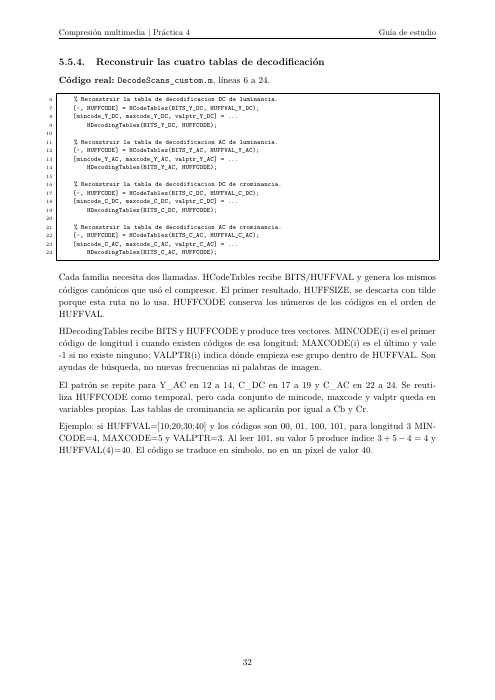 Compresión multimedia | Práctica 4
Guía de estudio
5.5.4. Reconstruir las cuatro tablas de decodificación
Código real: DecodeScans_custom.m, líneas 6 a 24.
6 % Reconstruir la tabla de decodificacion DC de luminancia.
7 [~, HUFFCODE] = HCodeTables(BITS_Y_DC, HUFFVAL_Y_DC);
8 [mincode_Y_DC, maxcode_Y_DC, valptr_Y_DC] = ...
9 HDecodingTables(BITS_Y_DC, HUFFCODE);
10
11 % Reconstruir la tabla de decodificacion AC de luminancia.
12 [~, HUFFCODE] = HCodeTables(BITS_Y_AC, HUFFVAL_Y_AC);
13 [mincode_Y_AC, maxcode_Y_AC, valptr_Y_AC] = ...
14 HDecodingTables(BITS_Y_AC, HUFFCODE);
15
16 % Reconstruir la tabla de decodificacion DC de crominancia.
17 [~, HUFFCODE] = HCodeTables(BITS_C_DC, HUFFVAL_C_DC);
18 [mincode_C_DC, maxcode_C_DC, valptr_C_DC] = ...
19 HDecodingTables(BITS_C_DC, HUFFCODE);
20
21 % Reconstruir la tabla de decodificacion AC de crominancia.
22 [~, HUFFCODE] = HCodeTables(BITS_C_AC, HUFFVAL_C_AC);
23 [mincode_C_AC, maxcode_C_AC, valptr_C_AC] = ...
24 HDecodingTables(BITS_C_AC, HUFFCODE);
Cada familia necesita dos llamadas. HCodeTables recibe BITS/HUFFVAL y genera los mismos
códigos canónicos que usó el compresor. El primer resultado, HUFFSIZE, se descarta con tilde
porque esta ruta no lo usa. HUFFCODE conserva los números de los códigos en el orden de
HUFFVAL.
HDecodingTables recibe BITS y HUFFCODE y produce tres vectores. MINCODE(i) es el primer
código de longitud i cuando existen códigos de esa longitud; MAXCODE(i) es el último y vale
-1 si no existe ninguno; VALPTR(i) indica dónde empieza ese grupo dentro de HUFFVAL. Son
ayudas de búsqueda, no nuevas frecuencias ni palabras de imagen.
El patrón se repite para Y_AC en 12 a 14, C_DC en 17 a 19 y C_AC en 22 a 24. Se reuti-
liza HUFFCODE como temporal, pero cada conjunto de mincode, maxcode y valptr queda en
variables propias. Las tablas de crominancia se aplicarán por igual a Cb y Cr.
Ejemplo: si HUFFVAL=[10;20;30;40] y los códigos son 00, 01, 100, 101, para longitud 3 MIN-
CODE=4, MAXCODE=5 y VALPTR=3. Al leer 101, su valor 5 produce índice 3 + 5 − 4 = 4 y
HUFFVAL(4)=40. El código se traduce en símbolo, no en un píxel de valor 40.
32